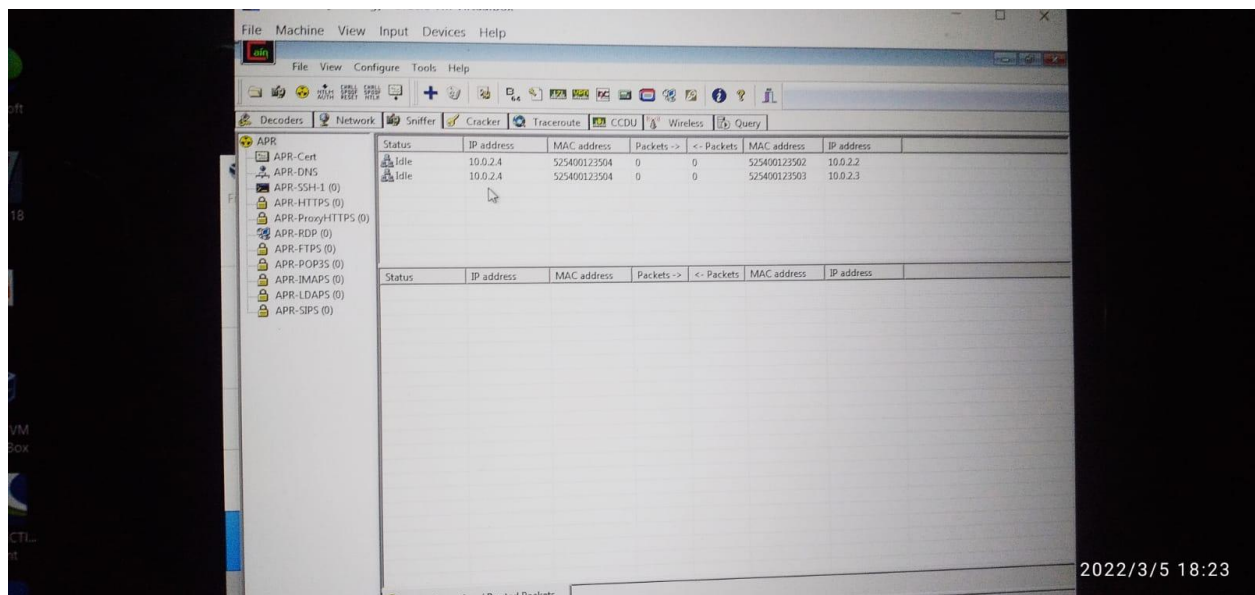 File Machine View Input Devices Help
File View Configure Tools Help
Decoders Network Sniffer Cracker Traceroute CCDU Wireless Query
APR
APR-Cert
APR-DNS
APR-SSH-1 (0)
APR-HTTPS (0)
APR-ProxyHTTPS (0)
APR-RDP (0)
APR-FTPS (0)
APR-POP3S (0)
APR-IMAPS (0)
APR-LDAPS (0)
APR-SIPS (0)
Status IP address MAC address Packets -> <- Packets MAC address IP address
Idle 10.0.2.4 525400123504 0 0 525400123502 10.0.2.2
Idle 10.0.2.4 525400123504 0 0 525400123503 10.0.2.3
Status IP address MAC address Packets -> <- Packets MAC address IP address
18
VM
Box
2022/3/5 18:23